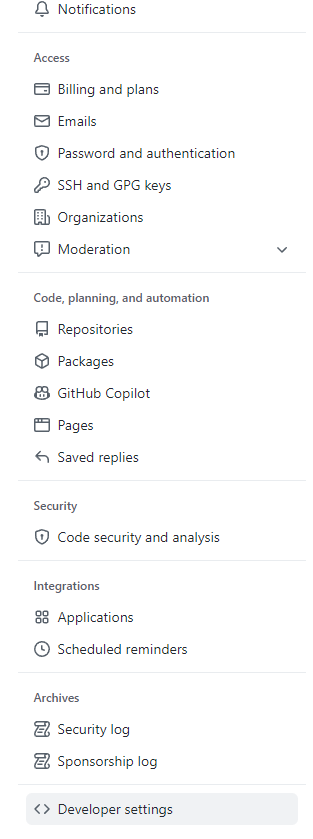 Notifications
Access
Billing and plans
Emails
Password and authentication
SSH and GPG keys
Organizations
Moderation
Code, planning, and automation
Repositories
Packages
GitHub Copilot
Pages
Saved replies
Security
Code security and analysis
Integrations
Applications
Scheduled reminders
Archives
Security log
Sponsorship log
Developer settings